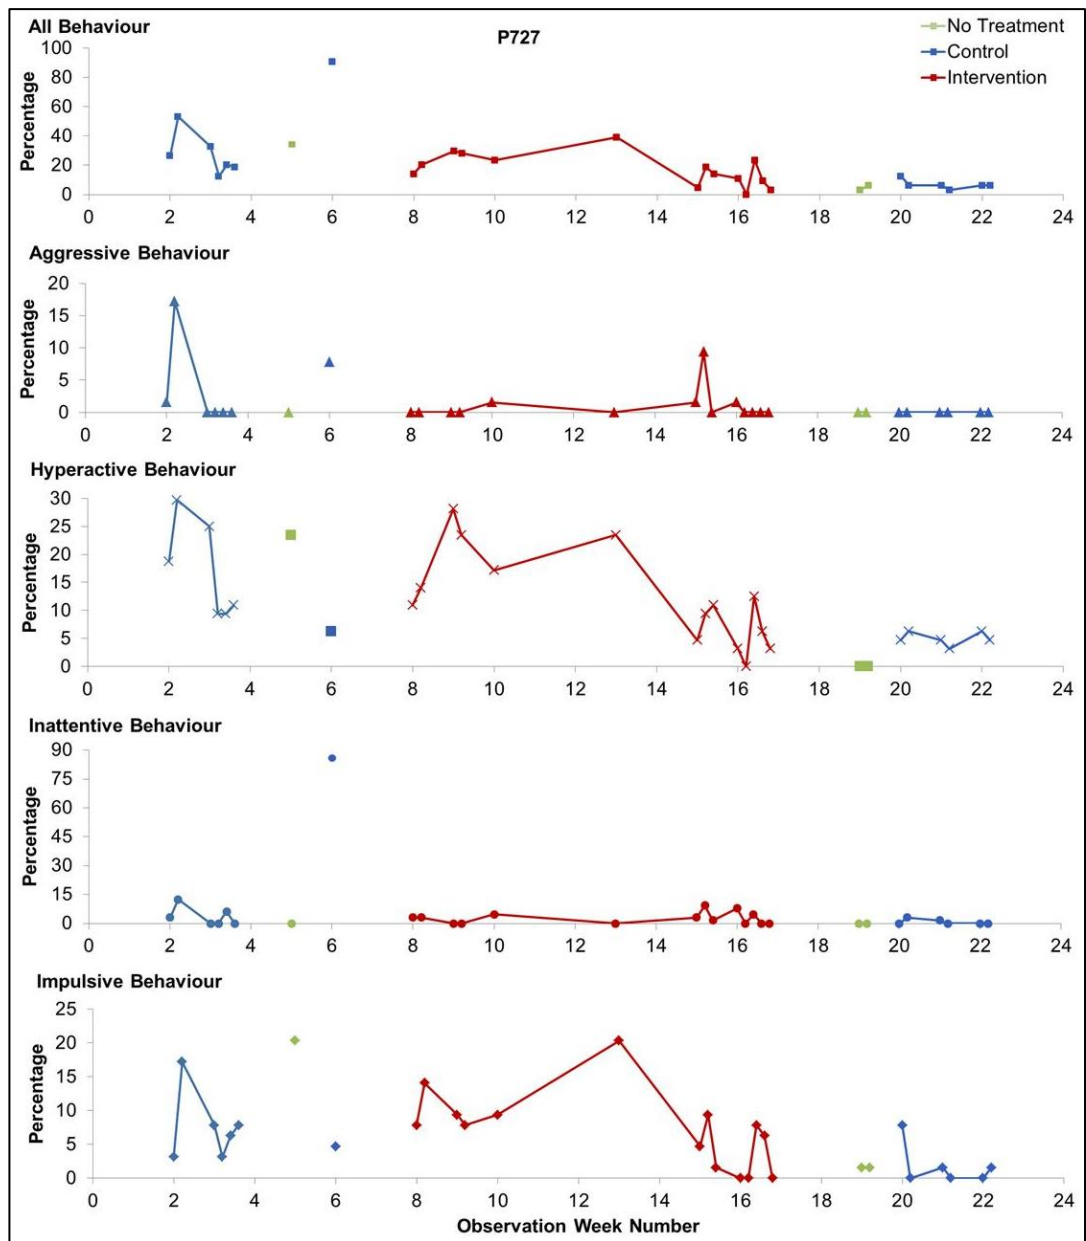 All Behaviour
P727
No Treatment
Control
Intervention
Percentage
100
80
60
40
20
0
0 2 4 6 8 10 12 14 16 18 20 22 24
Aggressive Behaviour
Percentage
20
15
10
5
0
0 2 4 6 8 10 12 14 16 18 20 22 24
Hyperactive Behaviour
Percentage
30
25
20
15
10
5
0
0 2 4 6 8 10 12 14 16 18 20 22 24
Inattentive Behaviour
Percentage
90
75
60
45
30
15
0
0 2 4 6 8 10 12 14 16 18 20 22 24
Impulsive Behaviour
Percentage
25
20
15
10
5
0
0 2 4 6 8 10 12 14 16 18 20 22 24
Observation Week Number